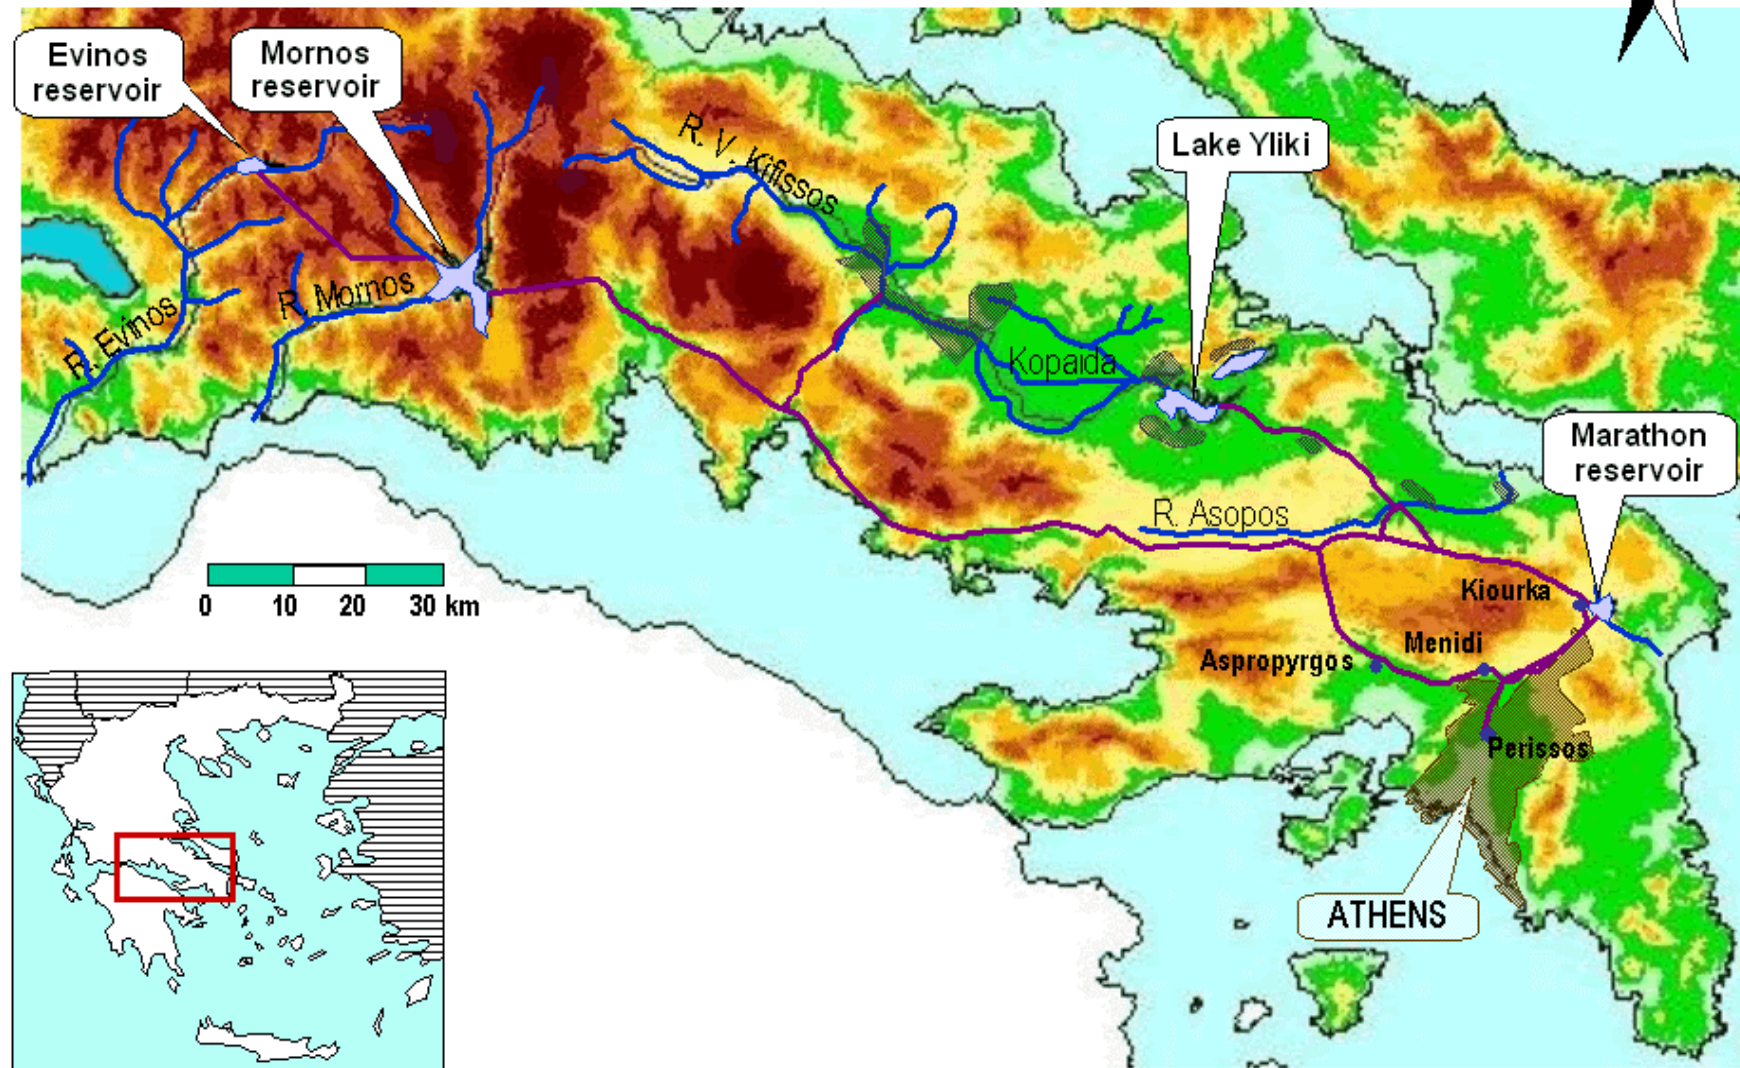 Evinos
reservoir
Mornos
reservoir
R. V. Kifissos
Lake Yliki
R. Mornos
R. Evinos
Kopaida
Marathon
reservoir
R. Asopos
0 10 20 30 km
Kiourka
Menidi
Aspropyrgos
Perissos
ATHENS